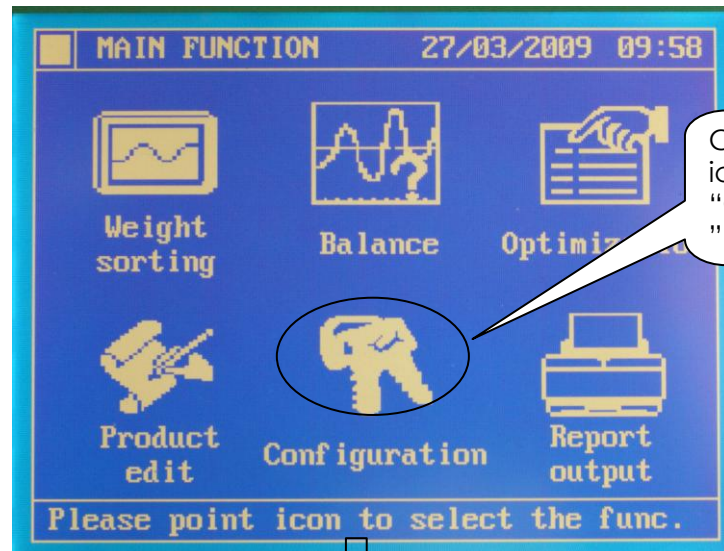 MAIN FUNCTION 27/03/2009 09:58
Weight
sorting
Balance
Product
edit
Configuration
Report
output
Please point icon to select the func.